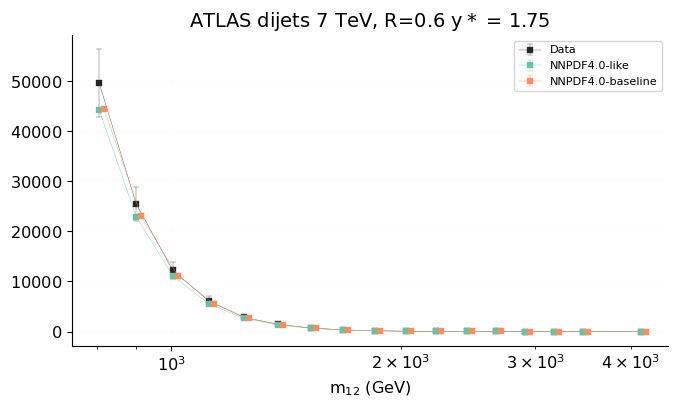 ATLAS dijets 7 TeV, R=0.6 y* = 1.75
Data
NNPDF4.0-like
NNPDF4.0-baseline
50000
40000
30000
20000
10000
0
10³
2 × 10³
3 × 10³
4 × 10³
m₁₂ (GeV)